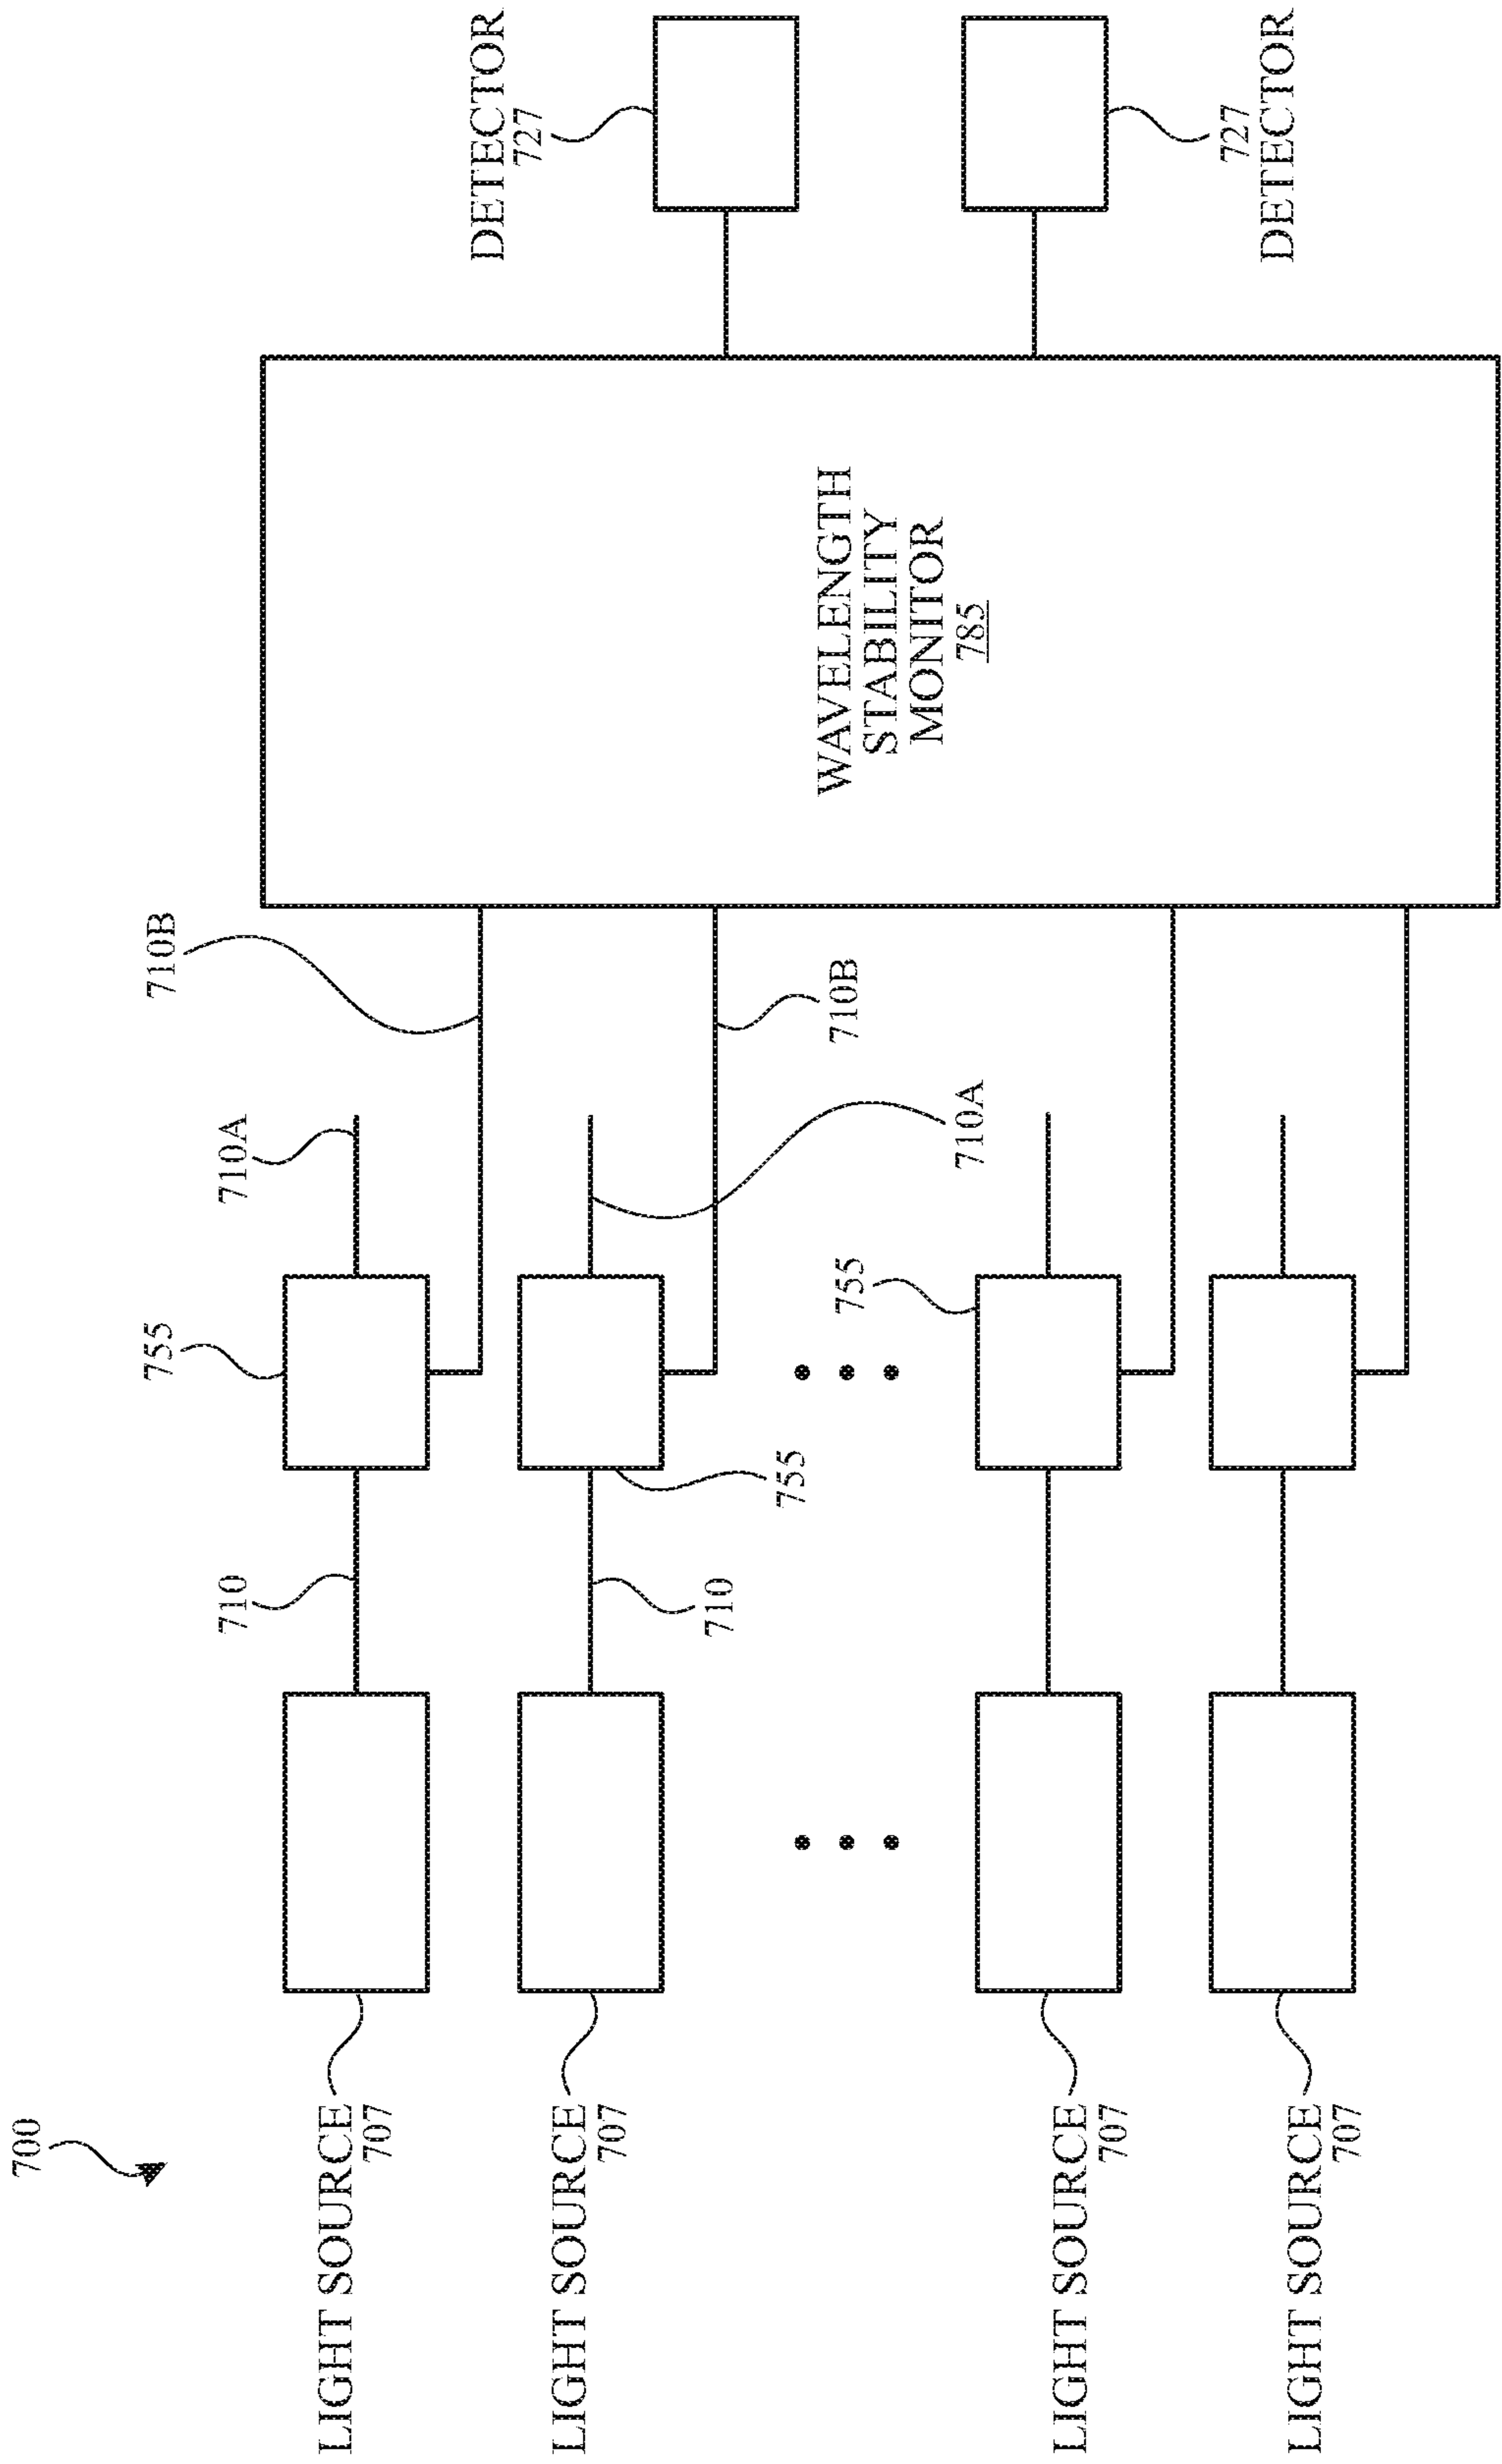 700
LIGHT SOURCE
707
LIGHT SOURCE
707
LIGHT SOURCE
707
LIGHT SOURCE
707
710
710
755
755
755
710A
710A
710B
710B
WAVELENGTH
STABILITY
MONITOR
785
DETECTOR
727
727
DETECTOR